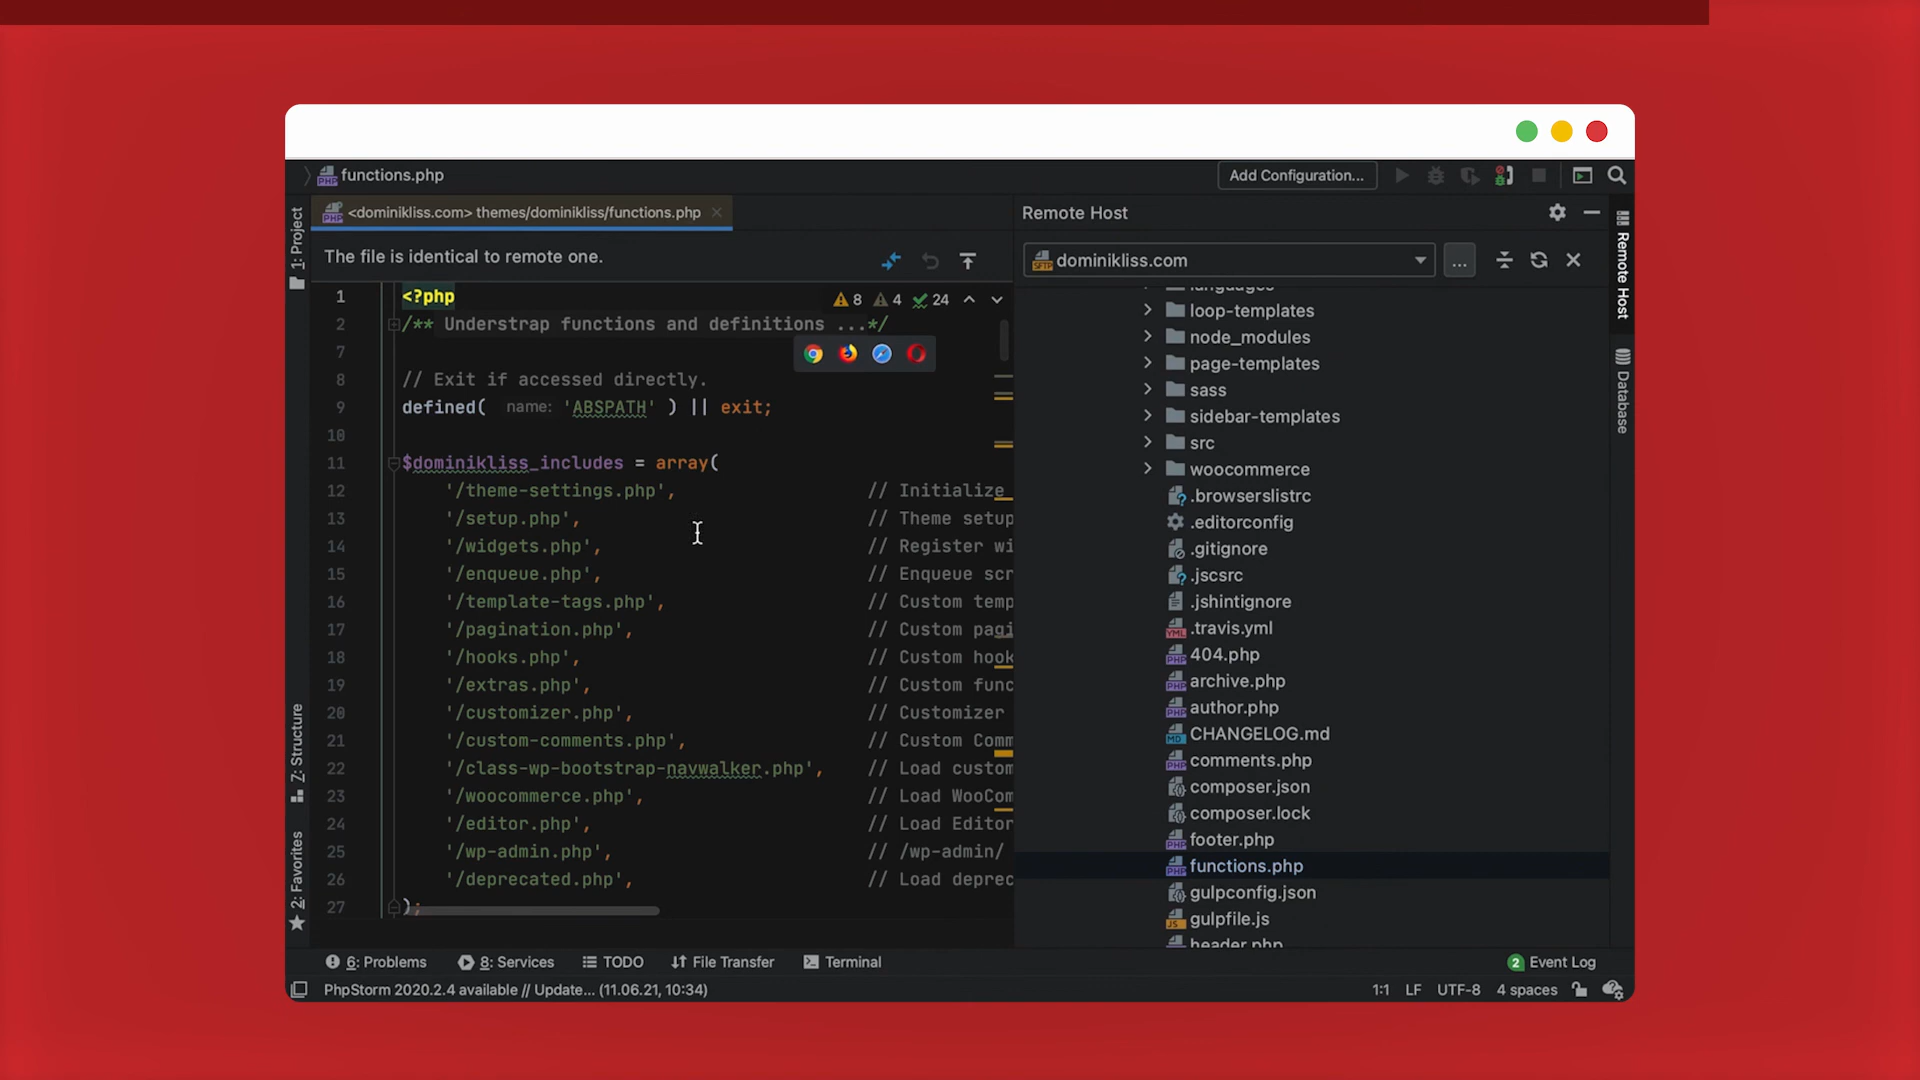 functions.php
Add Configuration...
<dominikliss.com> themes/dominikliss/functions.php
Remote Host
1: Project
The file is identical to remote one.
dominikliss.com
...
Remote Host
Database
8 4 24
1 <?php
2 /** Understrap functions and definitions ...*/
7
8 // Exit if accessed directly.
9 defined( name: 'ABSPATH' ) || exit;
10
11 $dominikliss_includes = array(
12 '/theme-settings.php', // Initialize
13 '/setup.php', // Theme setup
14 '/widgets.php', // Register wi
15 '/enqueue.php', // Enqueue scr
16 '/template-tags.php', // Custom temp
17 '/pagination.php', // Custom pagi
18 '/hooks.php', // Custom hook
19 '/extras.php', // Custom func
20 '/customizer.php', // Customizer
21 '/custom-comments.php', // Custom Comm
22 '/class-wp-bootstrap-navwalker.php', // Load custom
23 '/woocommerce.php', // Load WooCom
24 '/editor.php', // Load Editor
25 '/wp-admin.php', // /wp-admin/
26 '/deprecated.php', // Load deprec
27 );
languages
loop-templates
node_modules
page-templates
sass
sidebar-templates
src
woocommerce
.browserslistrc
.editorconfig
.gitignore
.jscsrc
.jshintignore
.travis.yml
404.php
archive.php
author.php
CHANGELOG.md
comments.php
composer.json
composer.lock
footer.php
functions.php
gulpconfig.json
gulpfile.js
header.php
7: Structure
2: Favorites
6: Problems 8: Services TODO File Transfer Terminal
2 Event Log
PhpStorm 2020.2.4 available // Update... (11.06.21, 10:34)
1:1 LF UTF-8 4 spaces